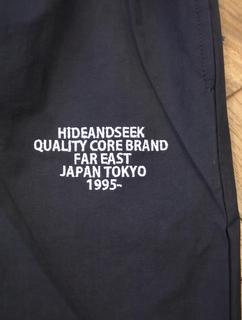 HIDEANDSEEK
QUALITY CORE BRAND
FAR EAST
JAPAN TOKYO
1995~